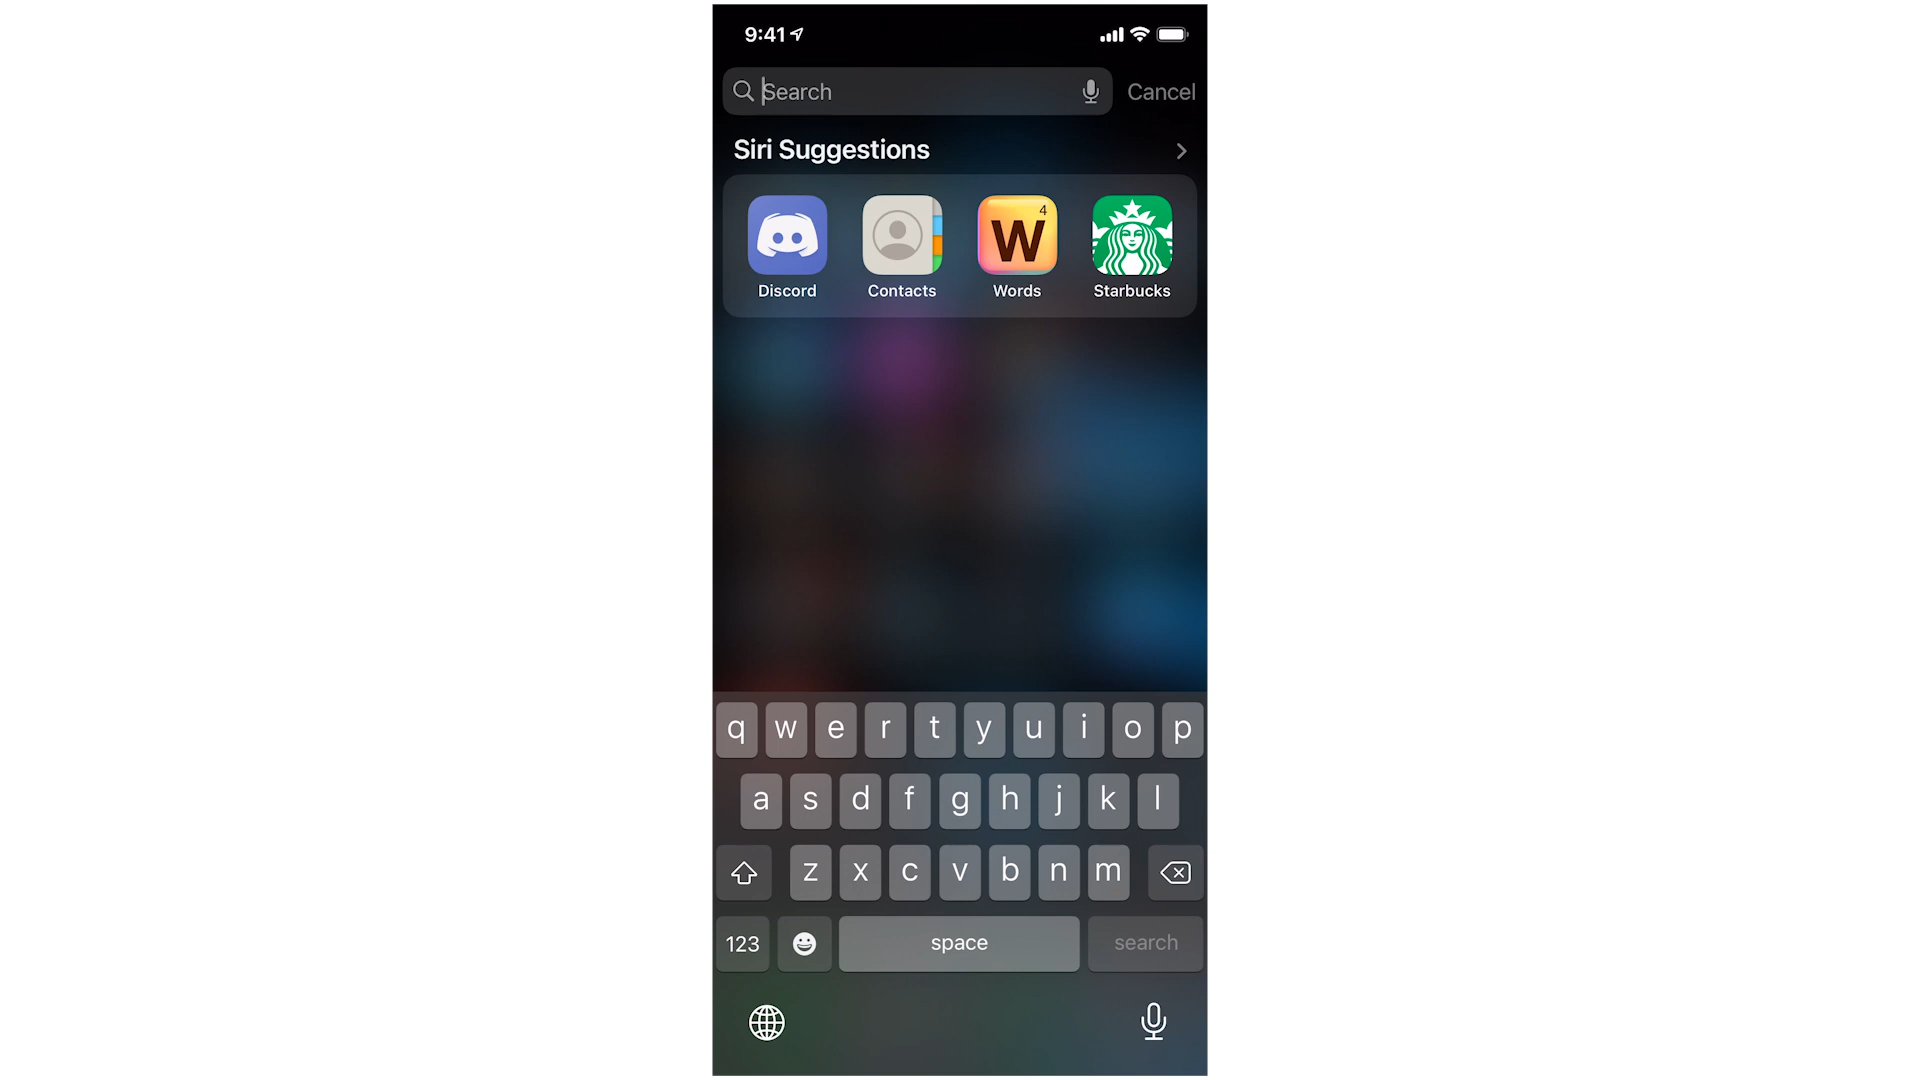 9:41
Search Cancel
Siri Suggestions
4
W
Discord Contacts Words Starbucks
q w e r t y u i o p
a s d f g h j k l
z x c v b n m
123 space search